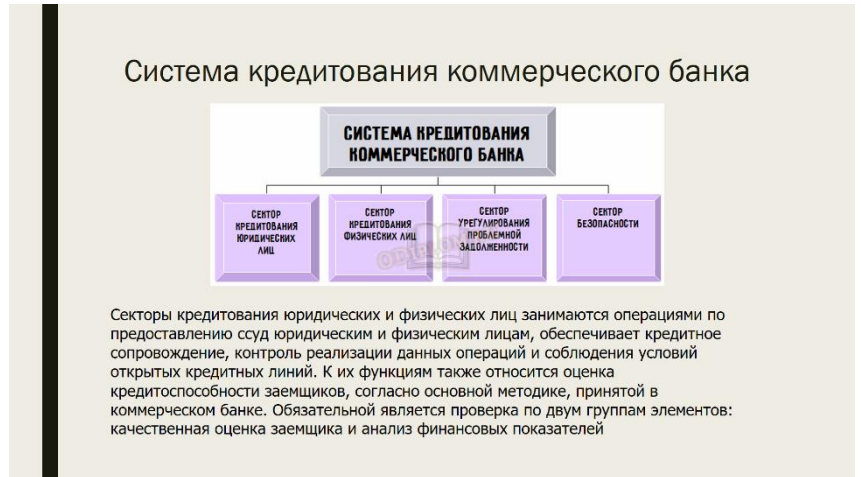 Система кредитования коммерческого банка
СИСТЕМА КРЕДИТОВАНИЯ
КОММЕРЧЕСКОГО БАНКА
СЕКТОР
КРЕДИТОВАНИЯ
ЮРИДИЧЕСКИХ
ЛИЦ
СЕКТОР
КРЕДИТОВАНИЯ
ФИЗИЧЕСКИХ ЛИЦ
СЕКТОР
УРЕГУЛИРОВАНИЯ
ПРОБЛЕМНОЙ
ЗАДОЛЖЕННОСТИ
СЕКТОР
БЕЗОПАСНОСТИ
Секторы кредитования юридических и физических лиц занимаются операциями по
предоставлению ссуд юридическим и физическим лицам, обеспечивает кредитное
сопровождение, контроль реализации данных операций и соблюдения условий
открытых кредитных линий. К их функциям также относится оценка
кредитоспособности заемщиков, согласно основной методике, принятой в
коммерческом банке. Обязательной является проверка по двум группам элементов:
качественная оценка заемщика и анализ финансовых показателей